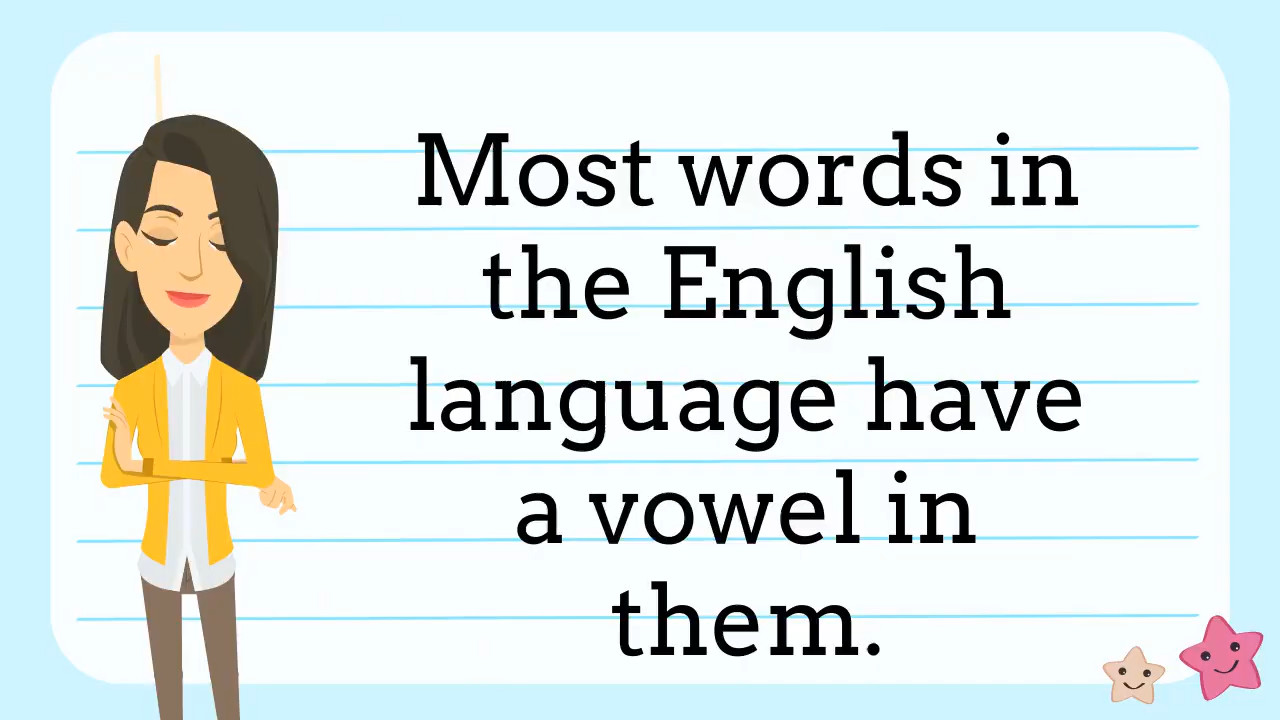 Most words in
the English
language have
a vowel in
them.